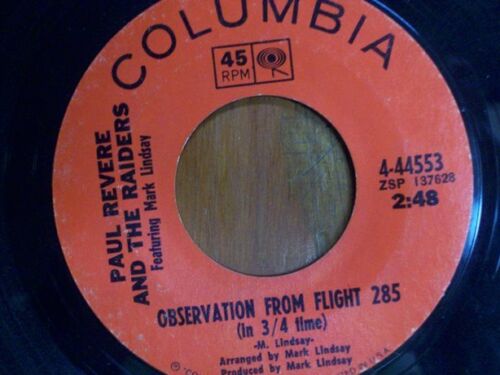 COLUMBIA
45
RPM
PAUL REVERE
AND THE RAIDERS
Featuring Mark Lindsay
4-44553
ZSP 137628
2:48
OBSERVATION FROM FLIGHT 285
(in 3/4 time)
-M. Lindsay-
Arranged by Mark Lindsay
Produced by Mark Lindsay